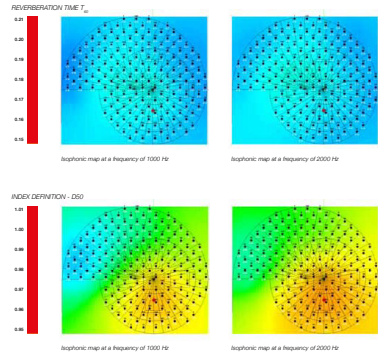 REVERBERATION TIME T
0.21
0.20
0.19
0.18
0.17
0.16
0.15
Isophonic map at a frequency of 1000 Hz
Isophonic map at a frequency of 2000 Hz
INDEX DEFINITION - D50
1.01
1.00
0.99
0.98
0.97
0.96
0.95
Isophonic map at a frequency of 1000 Hz
Isophonic map at a frequency of 2000 Hz